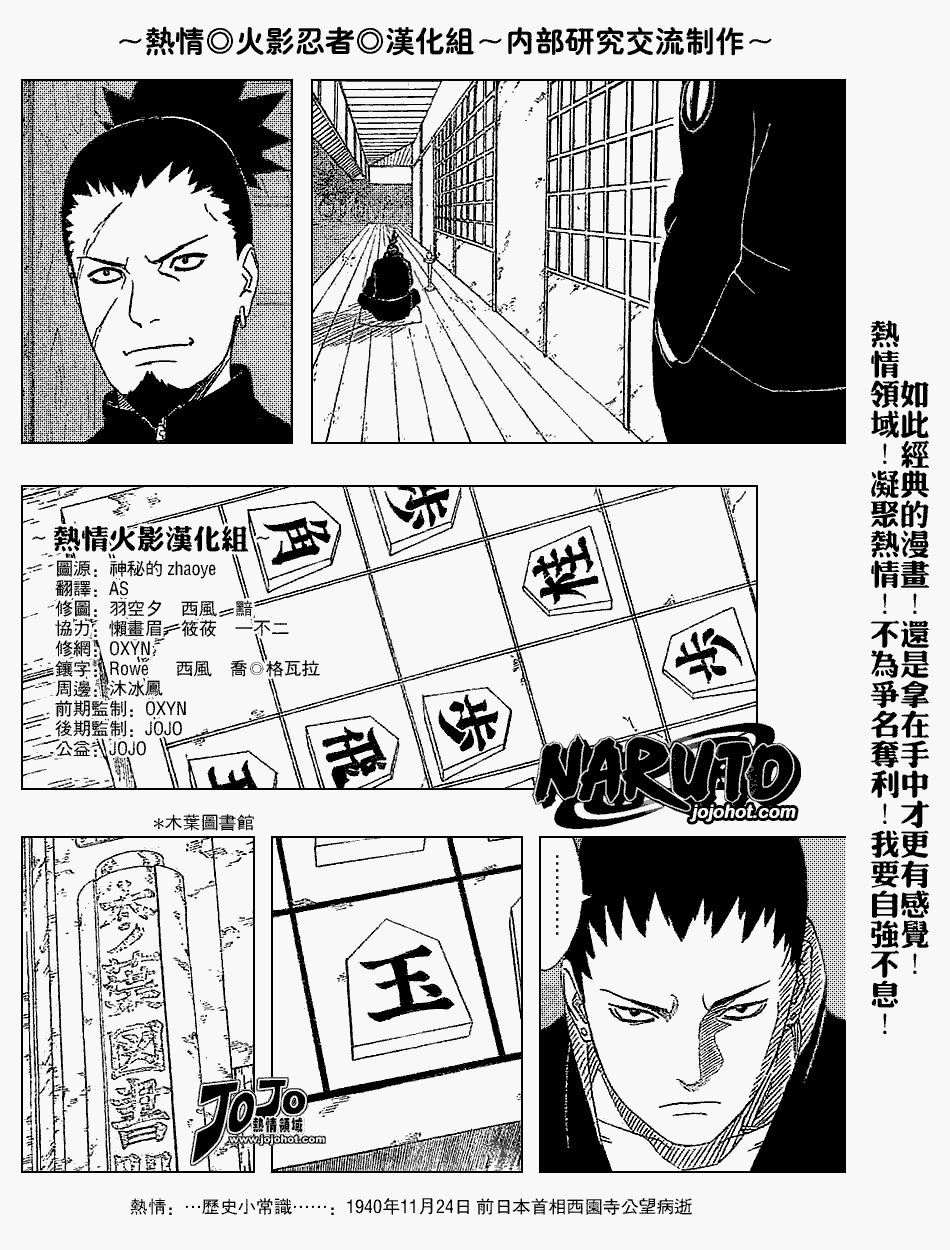 ～熱情◎火影忍者◎漢化組～内部研究交流制作～
如此經典的漫畫！還是拿在手中才更有感覺！
熱情領域！凝聚熱情！不為爭名奪利！我要自強不息！
角
步
桂
步
～熱情火影漢化組～
圖源：神秘的 zhaoye
翻譯：AS
修圖：羽空夕 西風 黯
協力：懶畫眉 筱莜 一不二
修網：OXYN
鑲字：Rowe 西風 喬◎格瓦拉
周邊：沐冰鳳
前期監制：OXYN
後期監制：JOJO
公益：JOJO
步
飛
NARUTO
jojohot.com
＊木葉圖書館
玉
…………
JOJO
熱情領域
www.jojohot.com
熱情：…歷史小常識……：1940年11月24日 前日本首相西園寺公望病逝